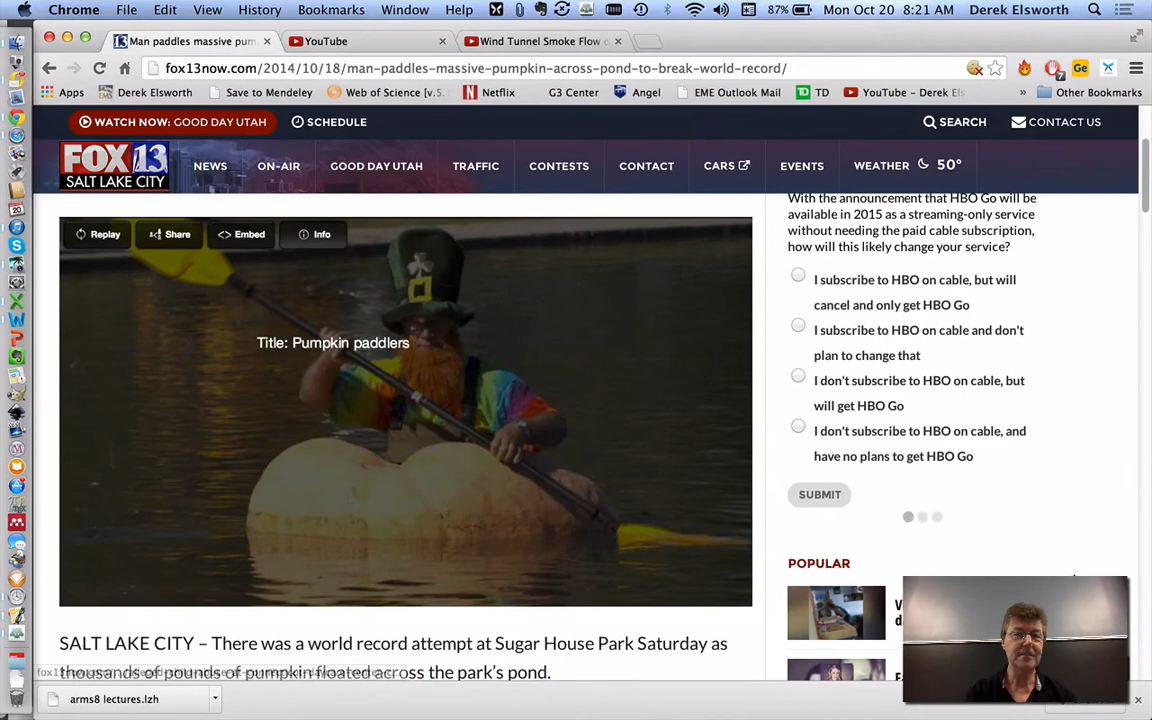 Chrome File Edit View History Bookmarks Window Help 87% Mon Oct 20 8:21 AM Derek Elsworth
13 Man paddles massive pum × YouTube × Wind Tunnel Smoke Flow o ×
fox13now.com/2014/10/18/man-paddles-massive-pumpkin-across-pond-to-break-world-record/ 7 Ge
Apps Derek Elsworth Save to Mendeley Web of Science [v.5. Netflix G3 Center Angel EME Outlook Mail TD YouTube - Derek Els » Other Bookmarks
WATCH NOW: GOOD DAY UTAH SCHEDULE SEARCH CONTACT US
FOX 13
SALT LAKE CITY
NEWS ON-AIR GOOD DAY UTAH TRAFFIC CONTESTS CONTACT CARS EVENTS WEATHER 50°
Replay Share <> Embed Info
Title: Pumpkin paddlers
SALT LAKE CITY – There was a world record attempt at Sugar House Park Saturday as
thousands of pounds of pumpkin floated across the park's pond.
With the announcement that HBO Go will be
available in 2015 as a streaming-only service
without needing the paid cable subscription,
how will this likely change your service?
I subscribe to HBO on cable, but will
cancel and only get HBO Go
I subscribe to HBO on cable and don't
plan to change that
I don't subscribe to HBO on cable, but
will get HBO Go
I don't subscribe to HBO on cable, and
have no plans to get HBO Go
SUBMIT
POPULAR
arms8 lectures.lzh